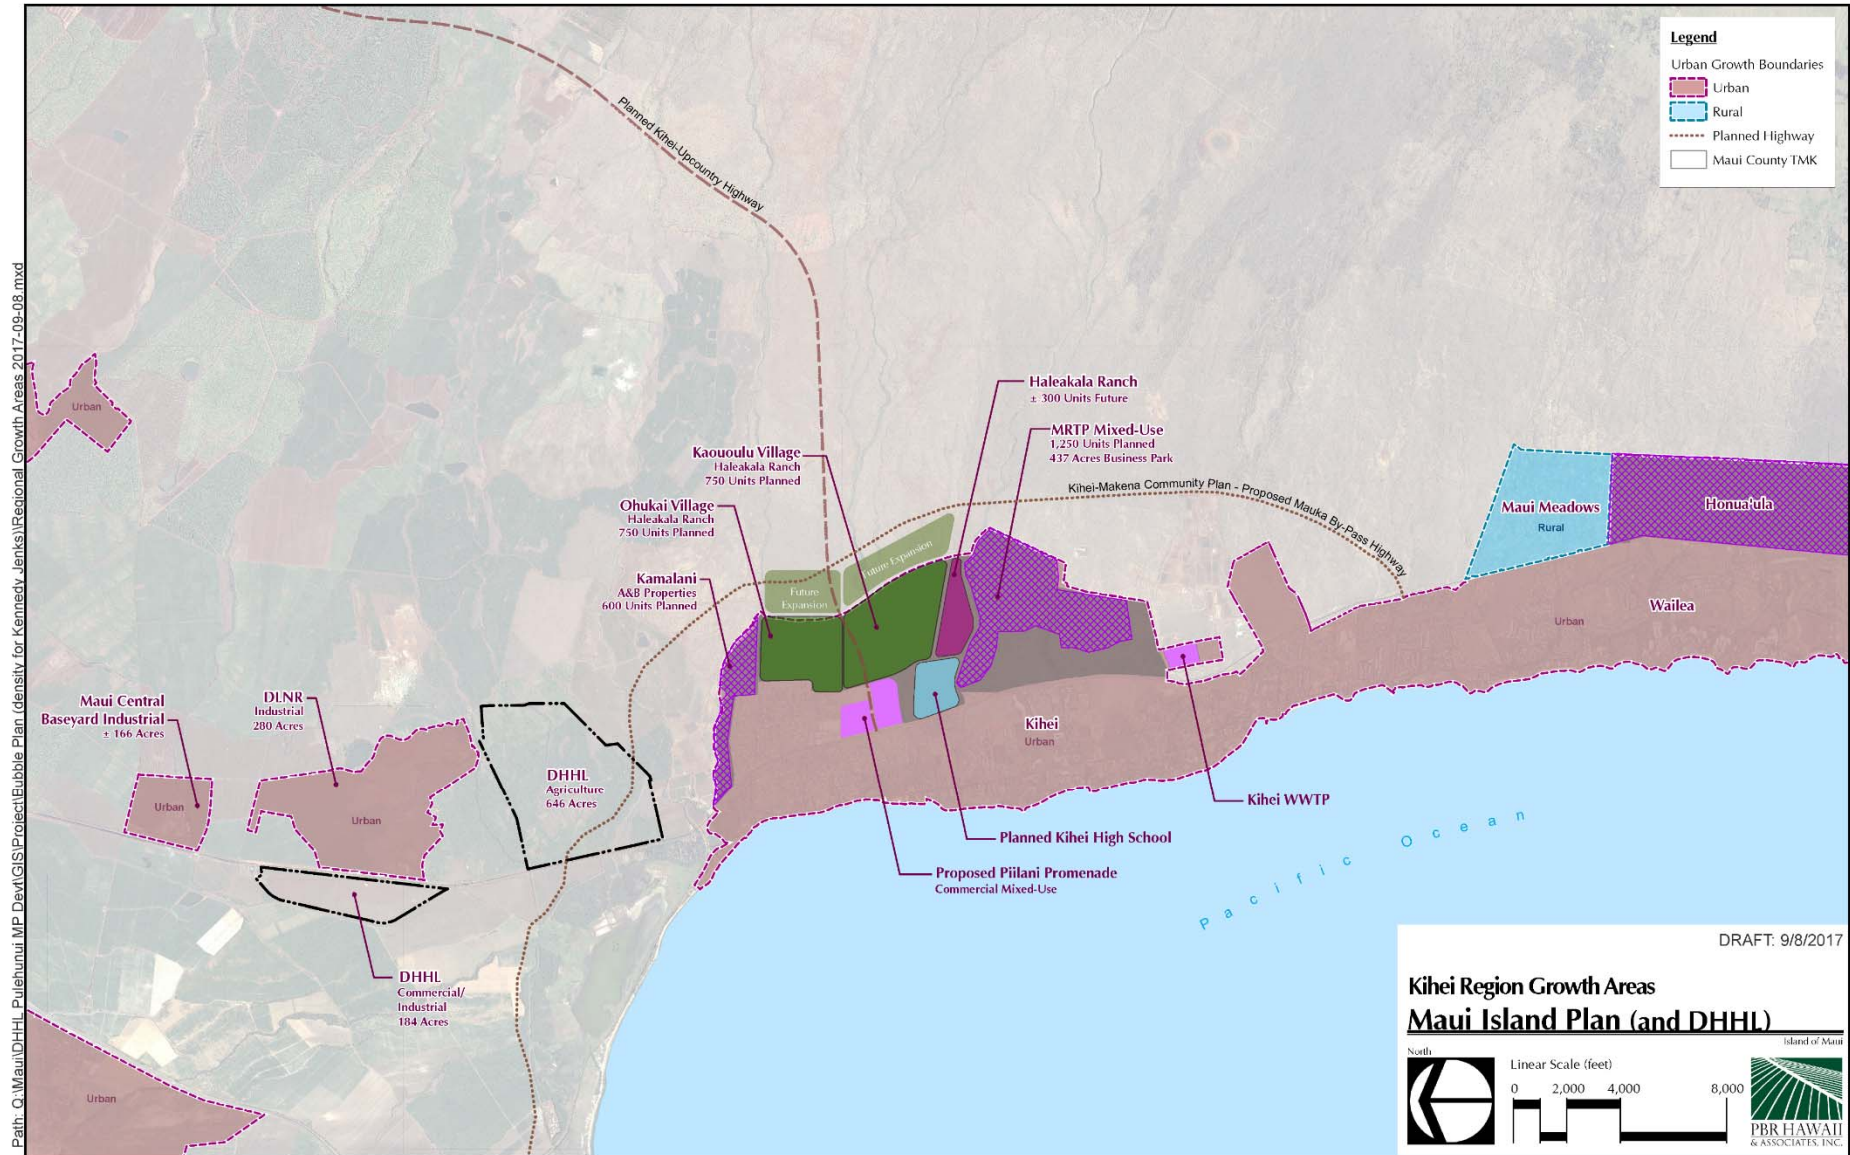 Path: Q:\Maui\DHHL Pulehunui MP Devt\GIS\Project\Bubble Plan (density for Kennedy Jenks)\Regional Growth Areas 2017-09-08.mxd
Legend
Urban Growth Boundaries
Urban
Rural
Planned Highway
Maui County TMK
Planned Kihei-Upcountry Highway
Urban
Haleakala Ranch
± 300 Units Future
MRTP Mixed-Use
1,250 Units Planned
437 Acres Business Park
Kaououlu Village
Haleakala Ranch
750 Units Planned
Ohukai Village
Haleakala Ranch
750 Units Planned
Kamalani
A&B Properties
600 Units Planned
Kihei-Makena Community Plan - Proposed Mauka By-Pass Highway
Maui Meadows
Rural
Honua'ula
Future Expansion
Future
Expansion
Wailea
Urban
Maui Central
Baseyard Industrial
± 166 Acres
DLNR
Industrial
280 Acres
Urban
Urban
DHHL
Agriculture
646 Acres
Kihei
Urban
Kihei WWTP
Planned Kihei High School
Proposed Piilani Promenade
Commercial Mixed-Use
Pacific Ocean
DHHL
Commercial/
Industrial
184 Acres
Urban
DRAFT: 9/8/2017
Kihei Region Growth Areas
Maui Island Plan (and DHHL)
Island of Maui
North
Linear Scale (feet)
0 2,000 4,000 8,000
PBR HAWAII
& ASSOCIATES, INC.